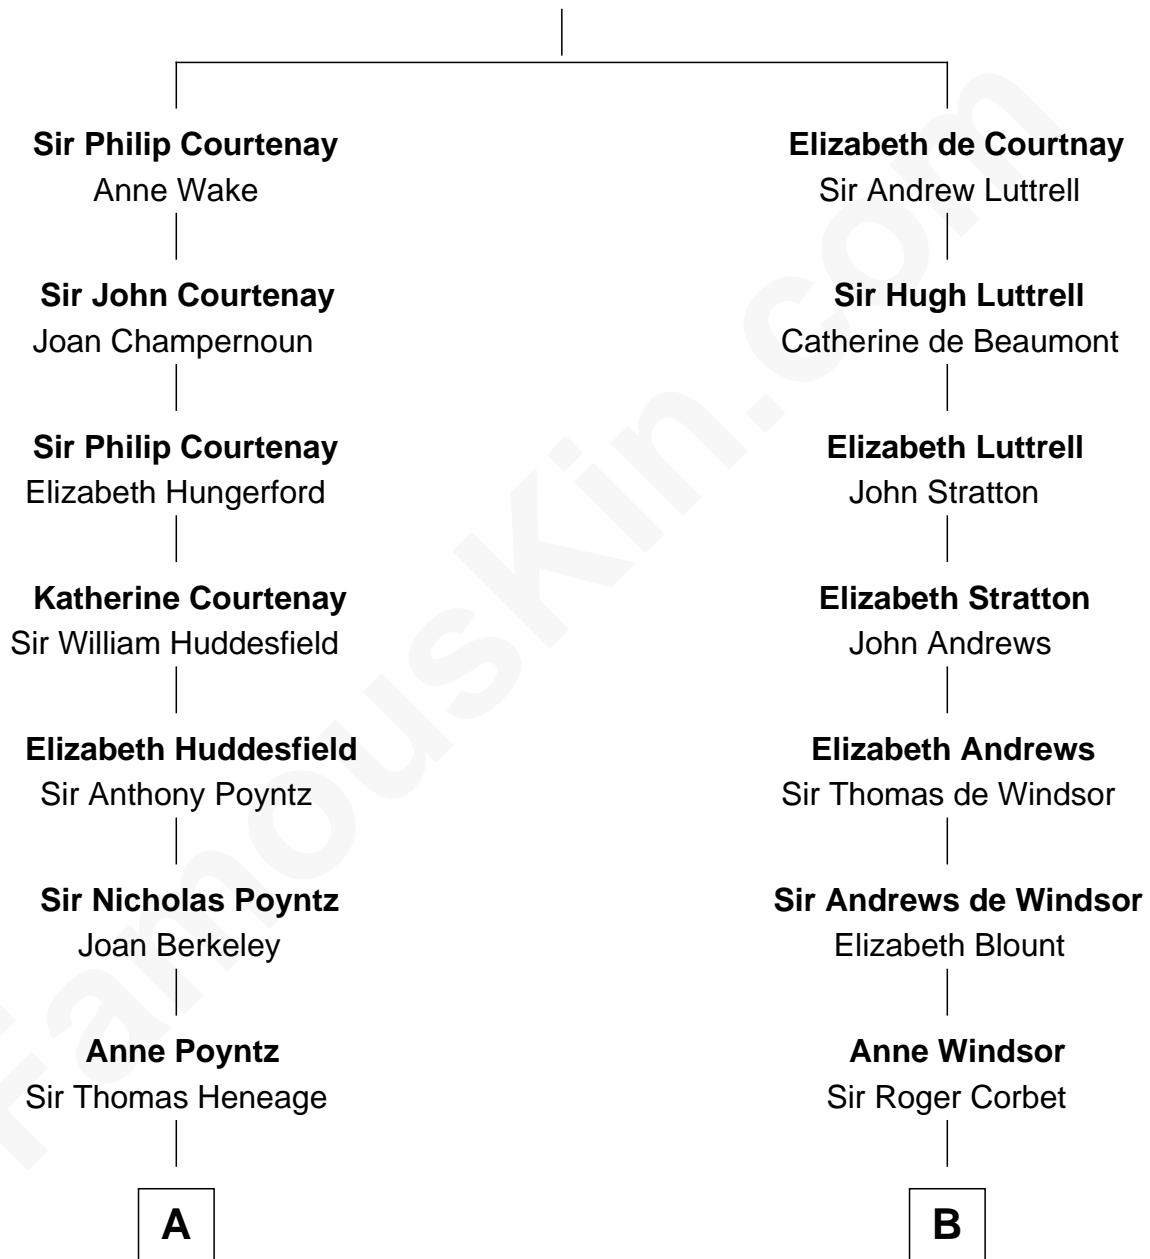 Sir Philip Courtenay
Anne Wake
Elizabeth de Courtnay
Sir Andrew Luttrell
Sir John Courtenay
Joan Champernoun
Sir Hugh Luttrell
Catherine de Beaumont
Sir Philip Courtenay
Elizabeth Hungerford
Elizabeth Luttrell
John Stratton
Katherine Courtenay
Sir William Huddesfield
Elizabeth Stratton
John Andrews
Elizabeth Huddesfield
Sir Anthony Poyntz
Elizabeth Andrews
Sir Thomas de Windsor
Sir Nicholas Poyntz
Joan Berkeley
Sir Andrews de Windsor
Elizabeth Blount
Anne Poyntz
Sir Thomas Heneage
Anne Windsor
Sir Roger Corbet
A
B
FamousKin.com